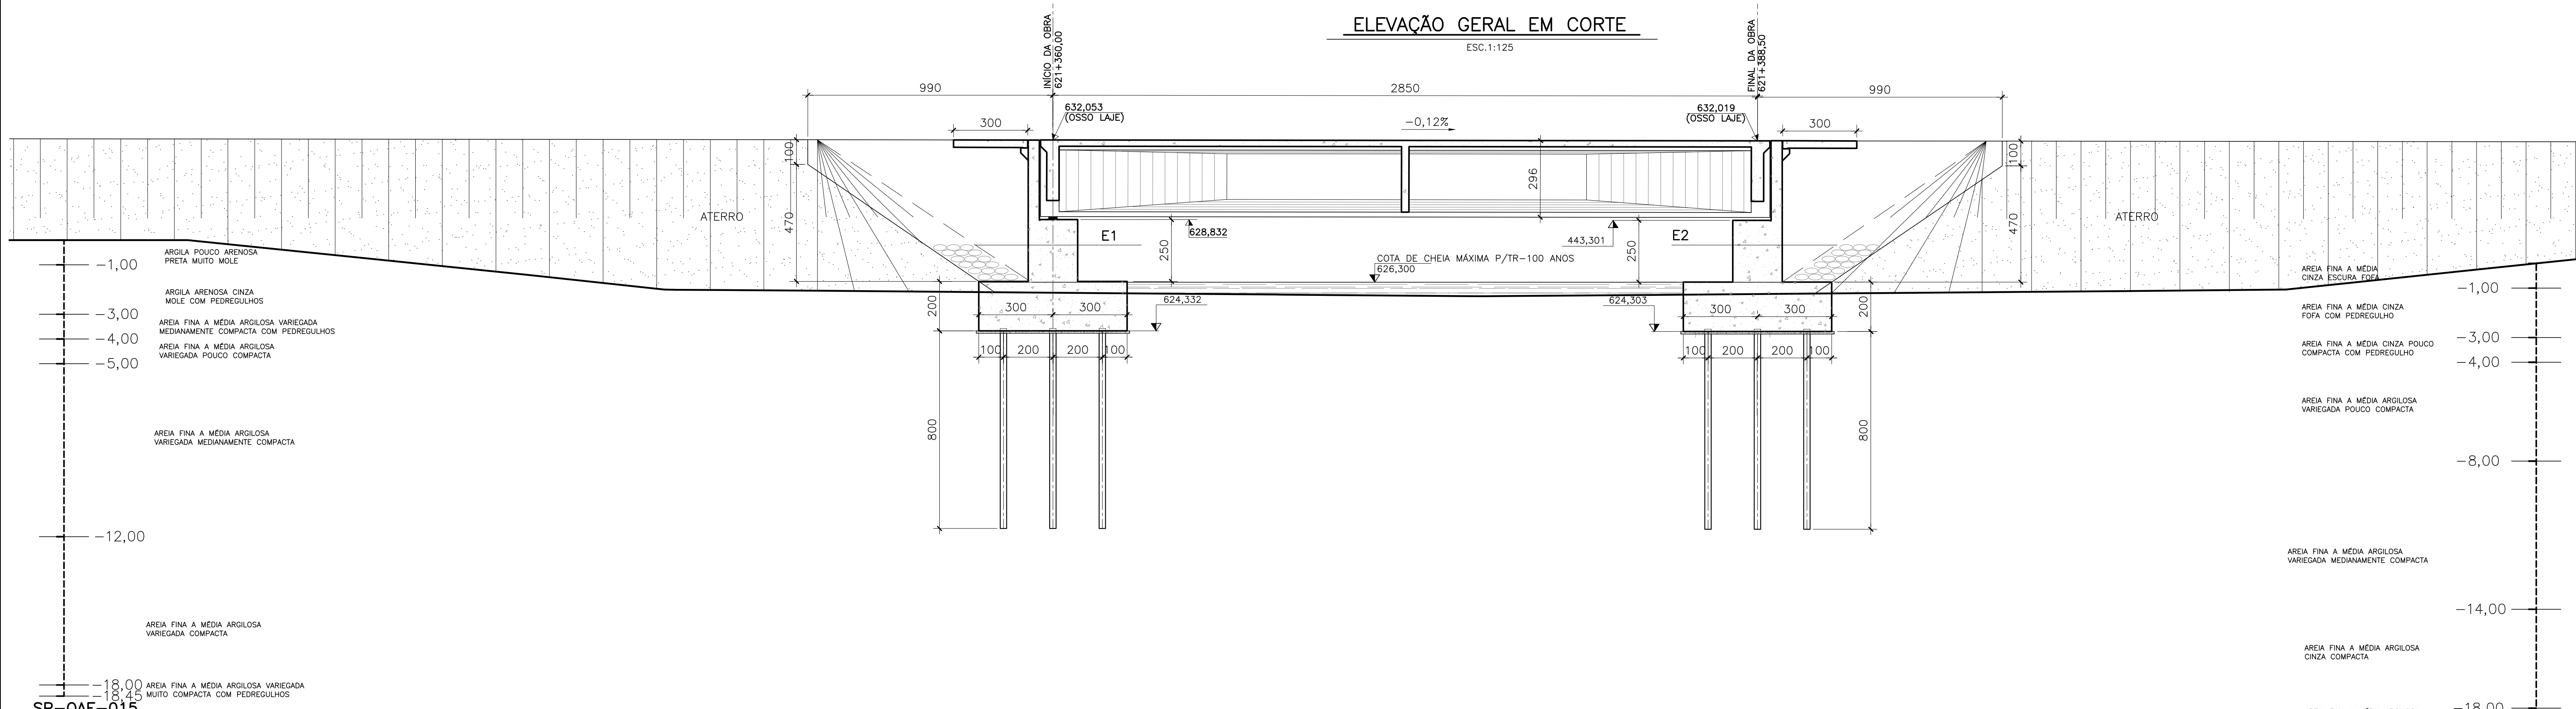 ELEVAÇÃO GERAL EM CORTE
ESC.1:125
INÍCIO DA OBRA
621+360,00
FINAL DA OBRA
621+388,50
990
2850
990
632,053
(OSSO LAJE)
632,019
(OSSO LAJE)
-0,12%
300
300
100
100
296
470
470
ATERRO
ATERRO
E1
E2
628,832
443,301
250
250
COTA DE CHEIA MÁXIMA P/TR-100 ANOS
626,300
624,332
624,303
200
200
300
300
300
300
100
200
200
100
100
200
200
100
800
800
ARGILA POUCO ARENOSA
PRETA MUITO MOLE
-1,00
ARGILA ARENOSA CINZA
MOLE COM PEDREGULHOS
-3,00
AREIA FINA A MÉDIA ARGILOSA VARIEGADA
MEDIANAMENTE COMPACTA COM PEDREGULHOS
-4,00
AREIA FINA A MÉDIA ARGILOSA
VARIEGADA POUCO COMPACTA
-5,00
AREIA FINA A MÉDIA ARGILOSA
VARIEGADA MEDIANAMENTE COMPACTA
-12,00
AREIA FINA A MÉDIA ARGILOSA
VARIEGADA COMPACTA
-18,00
AREIA FINA A MÉDIA ARGILOSA VARIEGADA
MUITO COMPACTA COM PEDREGULHOS
-18,45
SP-OAE-015
AREIA FINA A MÉDIA
CINZA ESCURA FOFA
-1,00
AREIA FINA A MÉDIA CINZA
FOFA COM PEDREGULHO
-3,00
AREIA FINA A MÉDIA CINZA POUCO
COMPACTA COM PEDREGULHO
-4,00
AREIA FINA A MÉDIA ARGILOSA
VARIEGADA POUCO COMPACTA
-8,00
AREIA FINA A MÉDIA ARGILOSA
VARIEGADA MEDIANAMENTE COMPACTA
-14,00
AREIA FINA A MÉDIA ARGILOSA
CINZA COMPACTA
-18,00